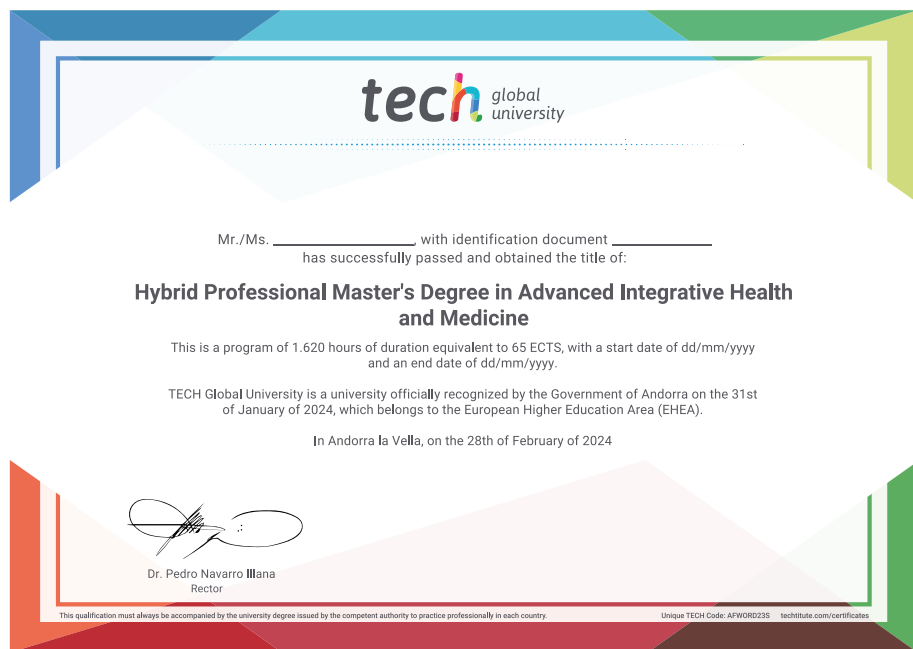 tech global
university
Mr./Ms. ________________, with identification document ___________
has successfully passed and obtained the title of:
Hybrid Professional Master's Degree in Advanced Integrative Health
and Medicine
This is a program of 1.620 hours of duration equivalent to 65 ECTS, with a start date of dd/mm/yyyy
and an end date of dd/mm/yyyy.
TECH Global University is a university officially recognized by the Government of Andorra on the 31st
of January of 2024, which belongs to the European Higher Education Area (EHEA).
In Andorra la Vella, on the 28th of February of 2024
Dr. Pedro Navarro Illana
Rector
This qualification must always be accompanied by the university degree issued by the competent authority to practice professionally in each country.
Unique TECH Code: AFWORD23S techtitute.com/certificates